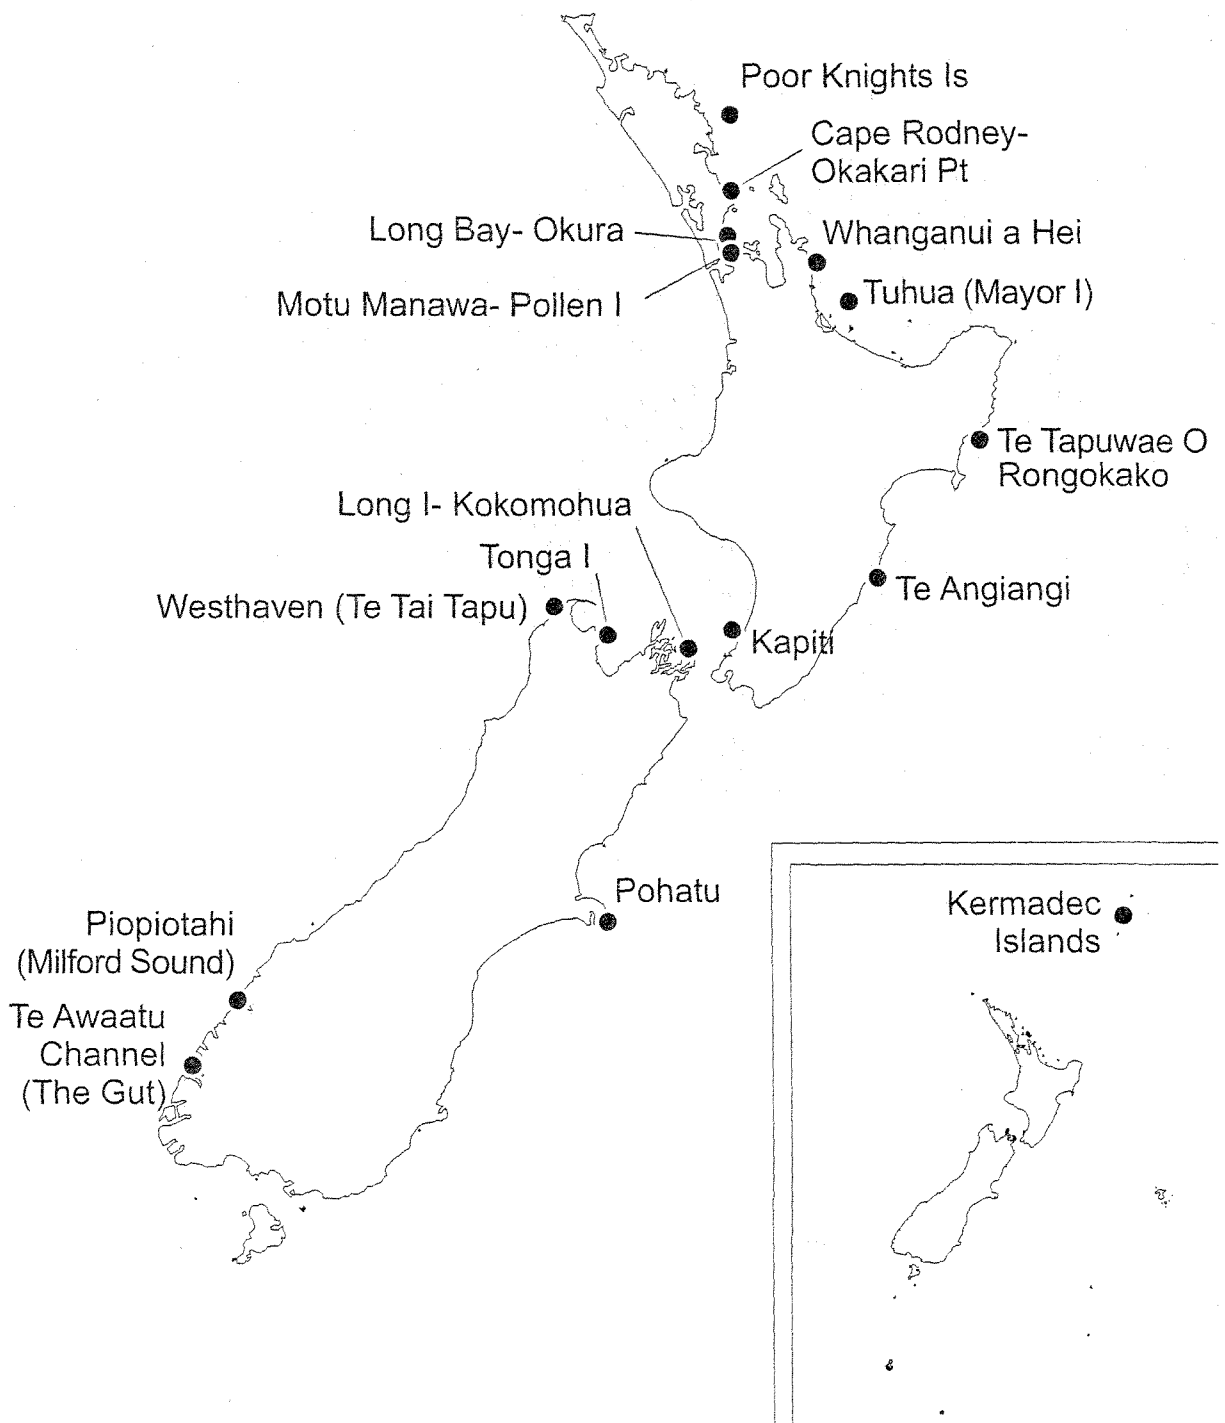 Poor Knights Is
Cape Rodney-
Okakari Pt
Long Bay- Okura
Whanganui a Hei
Motu Manawa- Pollen I
Tuhua (Mayor I)
Te Tapuwae O
Rongokako
Long I- Kokomohua
Tonga I
Westhaven (Te Tai Tapu)
Te Angiangi
Kapiti
Pohatu
Piopiotahi
(Milford Sound)
Te Awaatu
Channel
(The Gut)
Kermadec
Islands